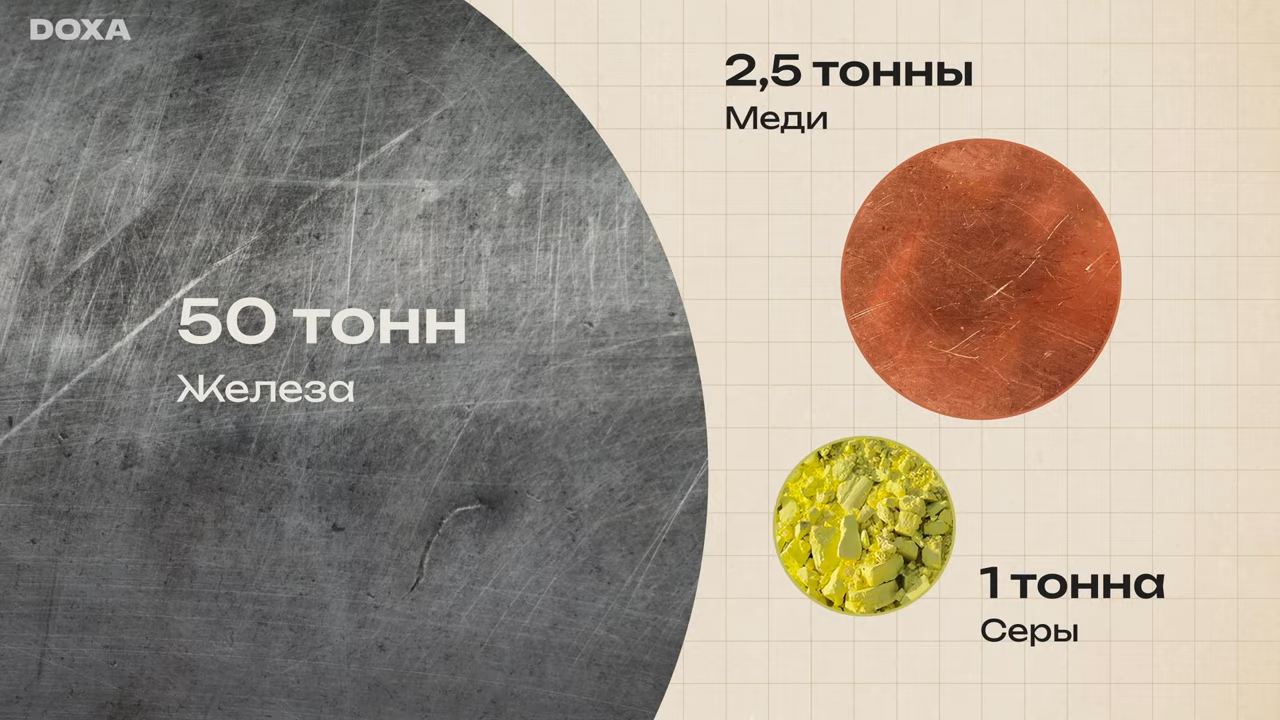 DOXA
50 тонн
Железа
2,5 тонны
Меди
1 тонна
Серы